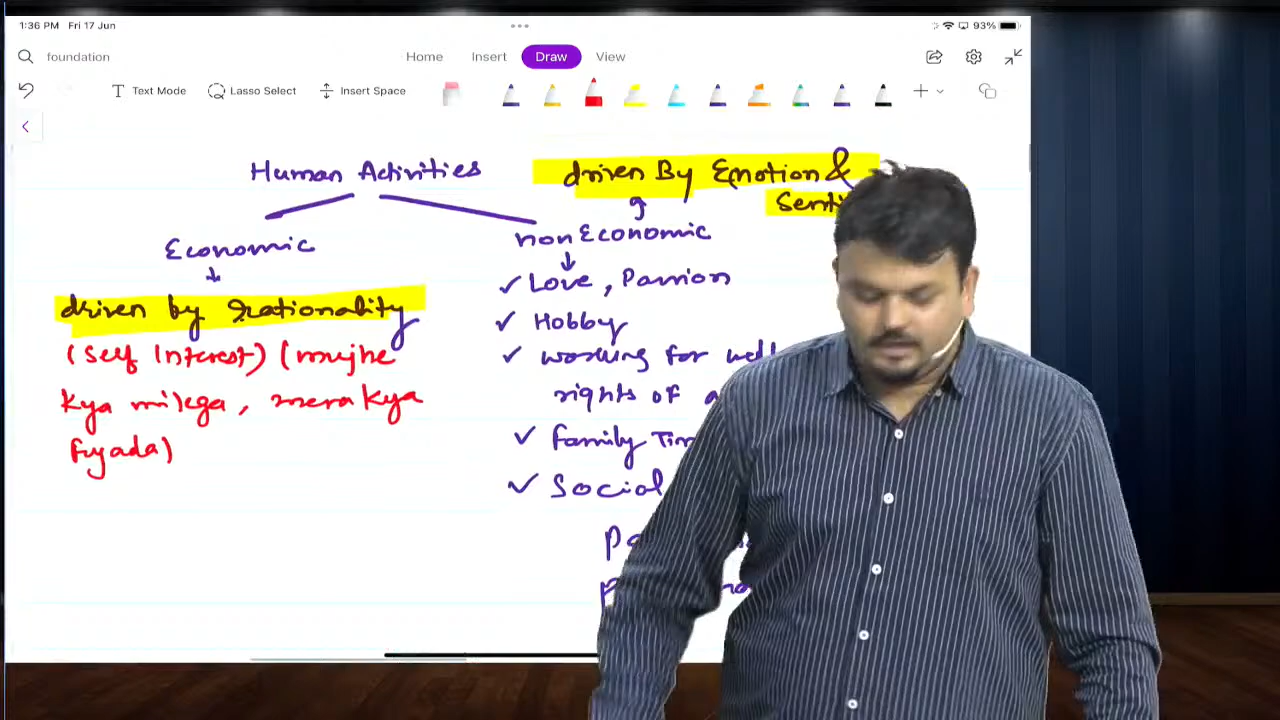 1:36 PM Fri 17 Jun
93%
foundation
Home Insert Draw View
Text Mode Lasso Select Insert Space
Human Activities
driven By Emotion &
Economic
non Economic
driven by rationality
Love, Passion
(Self Interest) (mujhe
Hobby
kya milega, mera kya
working for
rights of
fayada)
family
Social